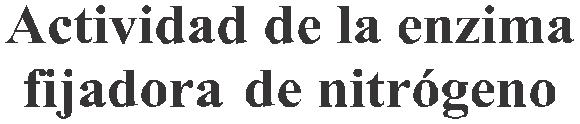 Actividad de la enzima
fijadora de nitrógeno